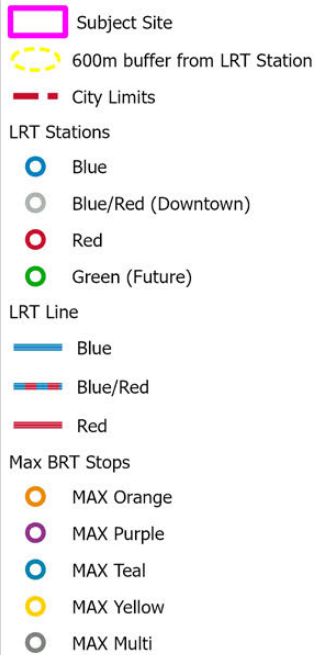 Subject Site
600m buffer from LRT Station
City Limits
LRT Stations
Blue
Blue/Red (Downtown)
Red
Green (Future)
LRT Line
Blue
Blue/Red
Red
Max BRT Stops
MAX Orange
MAX Purple
MAX Teal
MAX Yellow
MAX Multi